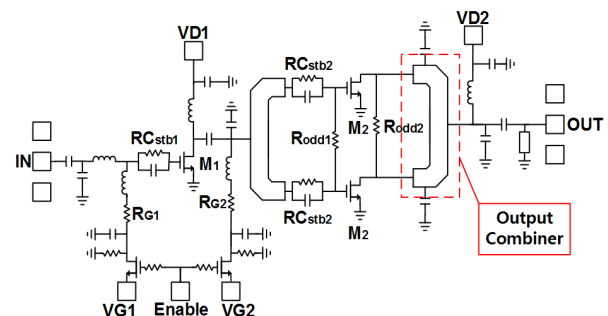 VD1
VD2
RCstb2
M2
RCstb1
Rodd1
Rodd2
IN
M1
OUT
RG1
RG2
RCstb2
M2
Output
Combiner
VG1
Enable
VG2